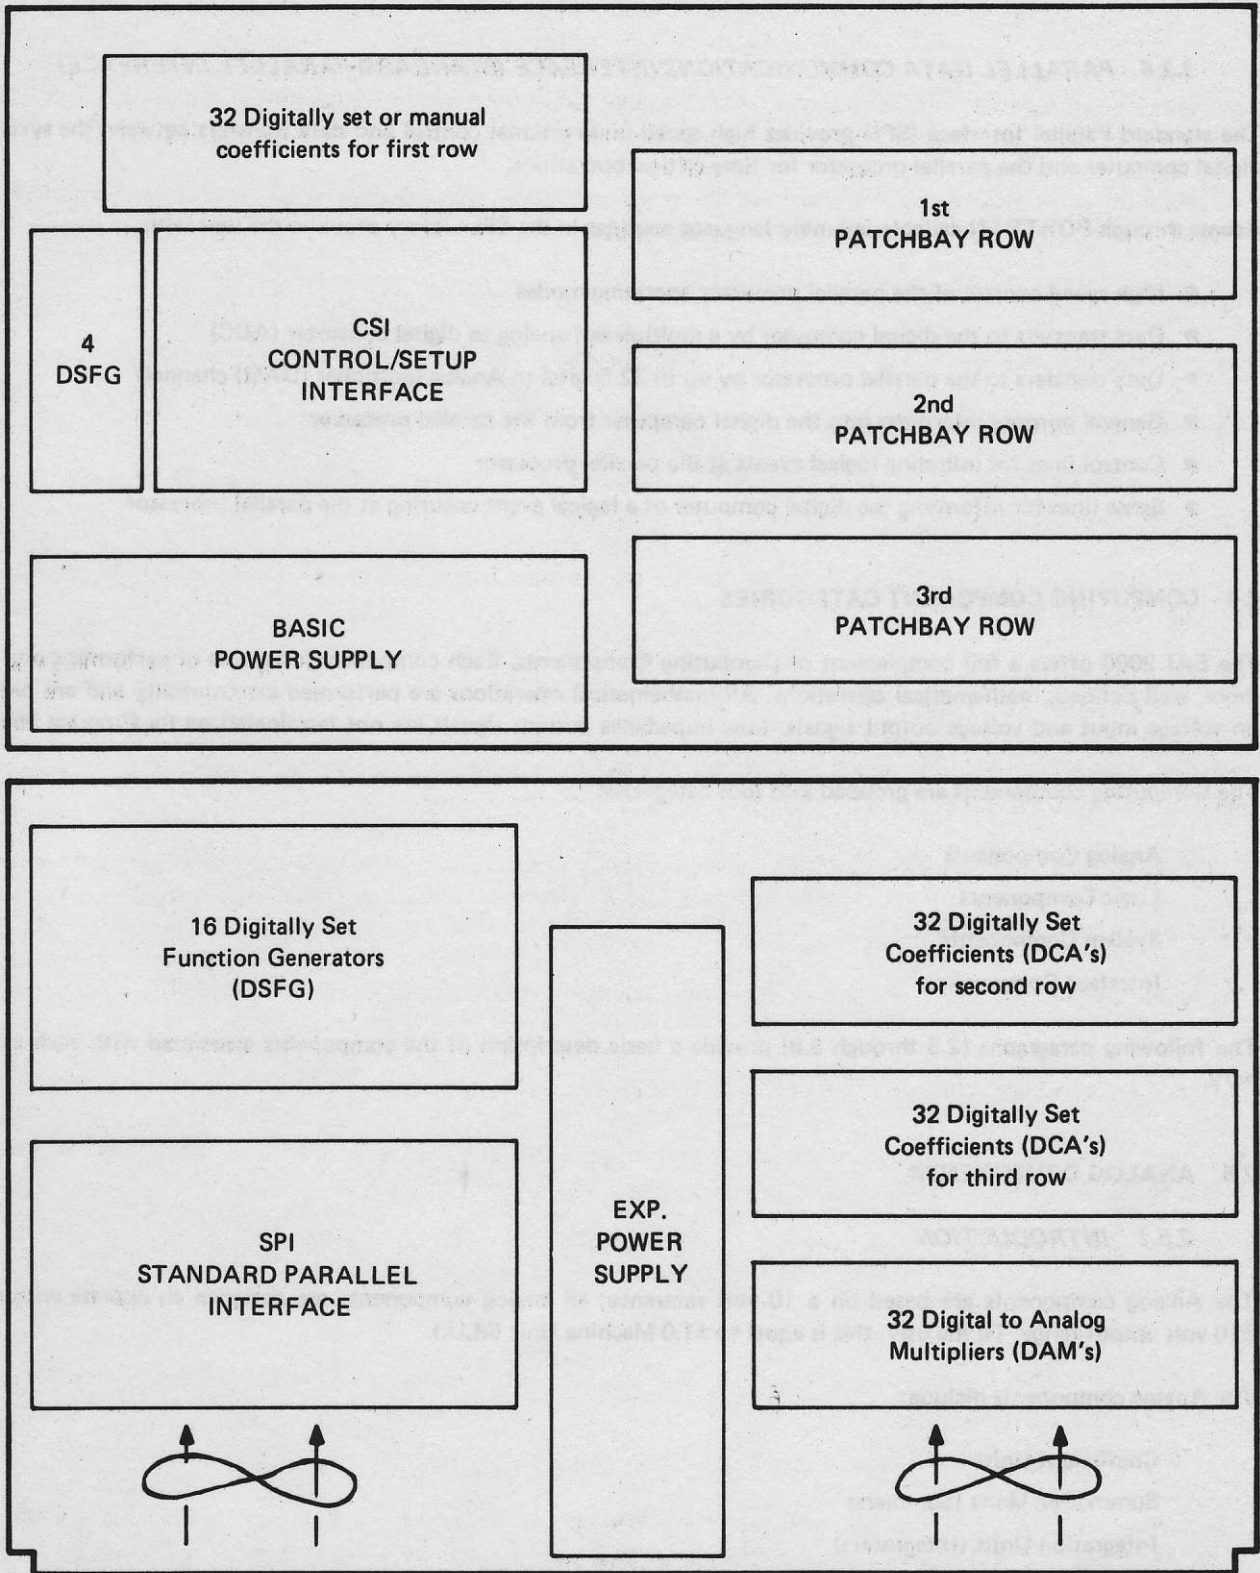 32 Digitally set or manual
coefficients for first row
1st
PATCHBAY ROW
4
DSFG
CSI
CONTROL/SETUP
INTERFACE
2nd
PATCHBAY ROW
BASIC
POWER SUPPLY
3rd
PATCHBAY ROW
16 Digitally Set
Function Generators
(DSFG)
32 Digitally Set
Coefficients (DCA's)
for second row
32 Digitally Set
Coefficients (DCA's)
for third row
SPI
STANDARD PARALLEL
INTERFACE
EXP.
POWER
SUPPLY
32 Digital to Analog
Multipliers (DAM's)